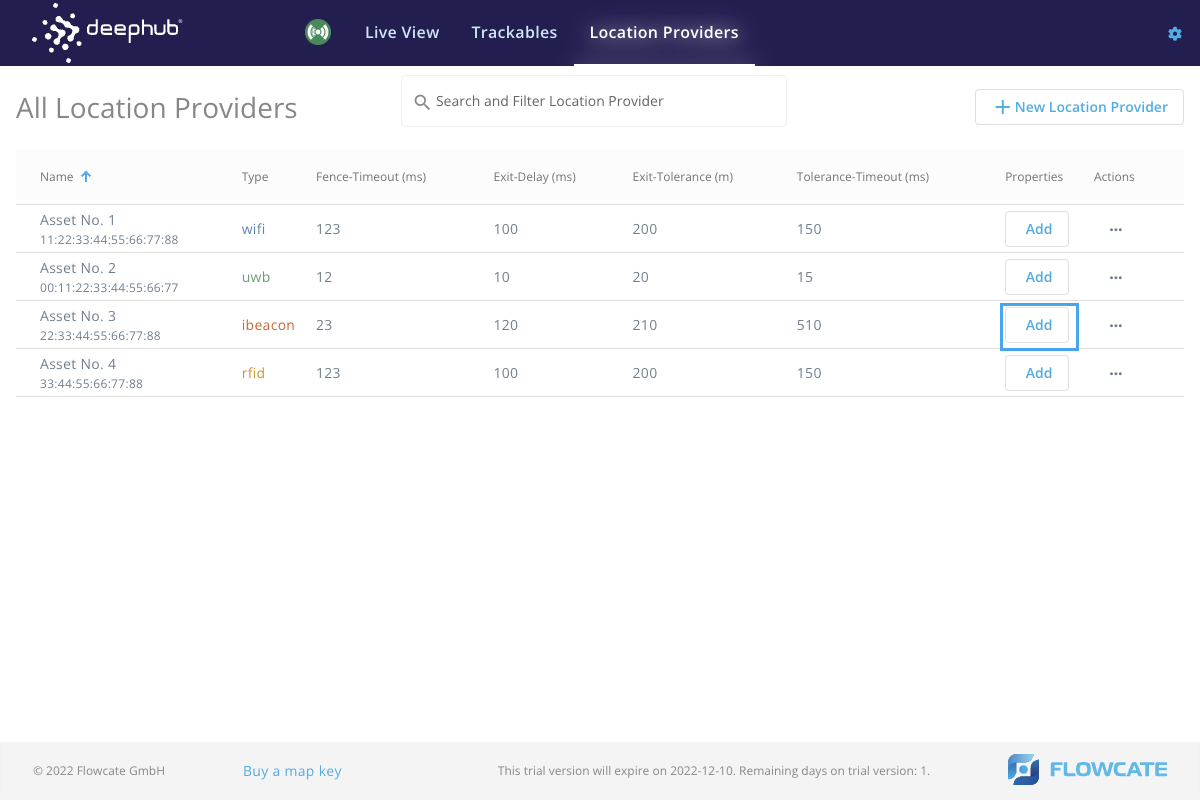 deephub
Live View
Trackables
Location Providers
All Location Providers
Search and Filter Location Provider
New Location Provider
Name Type Fence-Timeout (ms) Exit-Delay (ms) Exit-Tolerance (m) Tolerance-Timeout (ms) Properties Actions
Asset No. 1
11:22:33:44:55:66:77:88
wifi 123 100 200 150 Add ...
Asset No. 2
00:11:22:33:44:55:66:77
uwb 12 10 20 15 Add ...
Asset No. 3
22:33:44:55:66:77:88
ibeacon 23 120 210 510 Add ...
Asset No. 4
33:44:55:66:77:88
rfid 123 100 200 150 Add ...
© 2022 Flowcate GmbH
Buy a map key
This trial version will expire on 2022-12-10. Remaining days on trial version: 1.
FLOWCATE